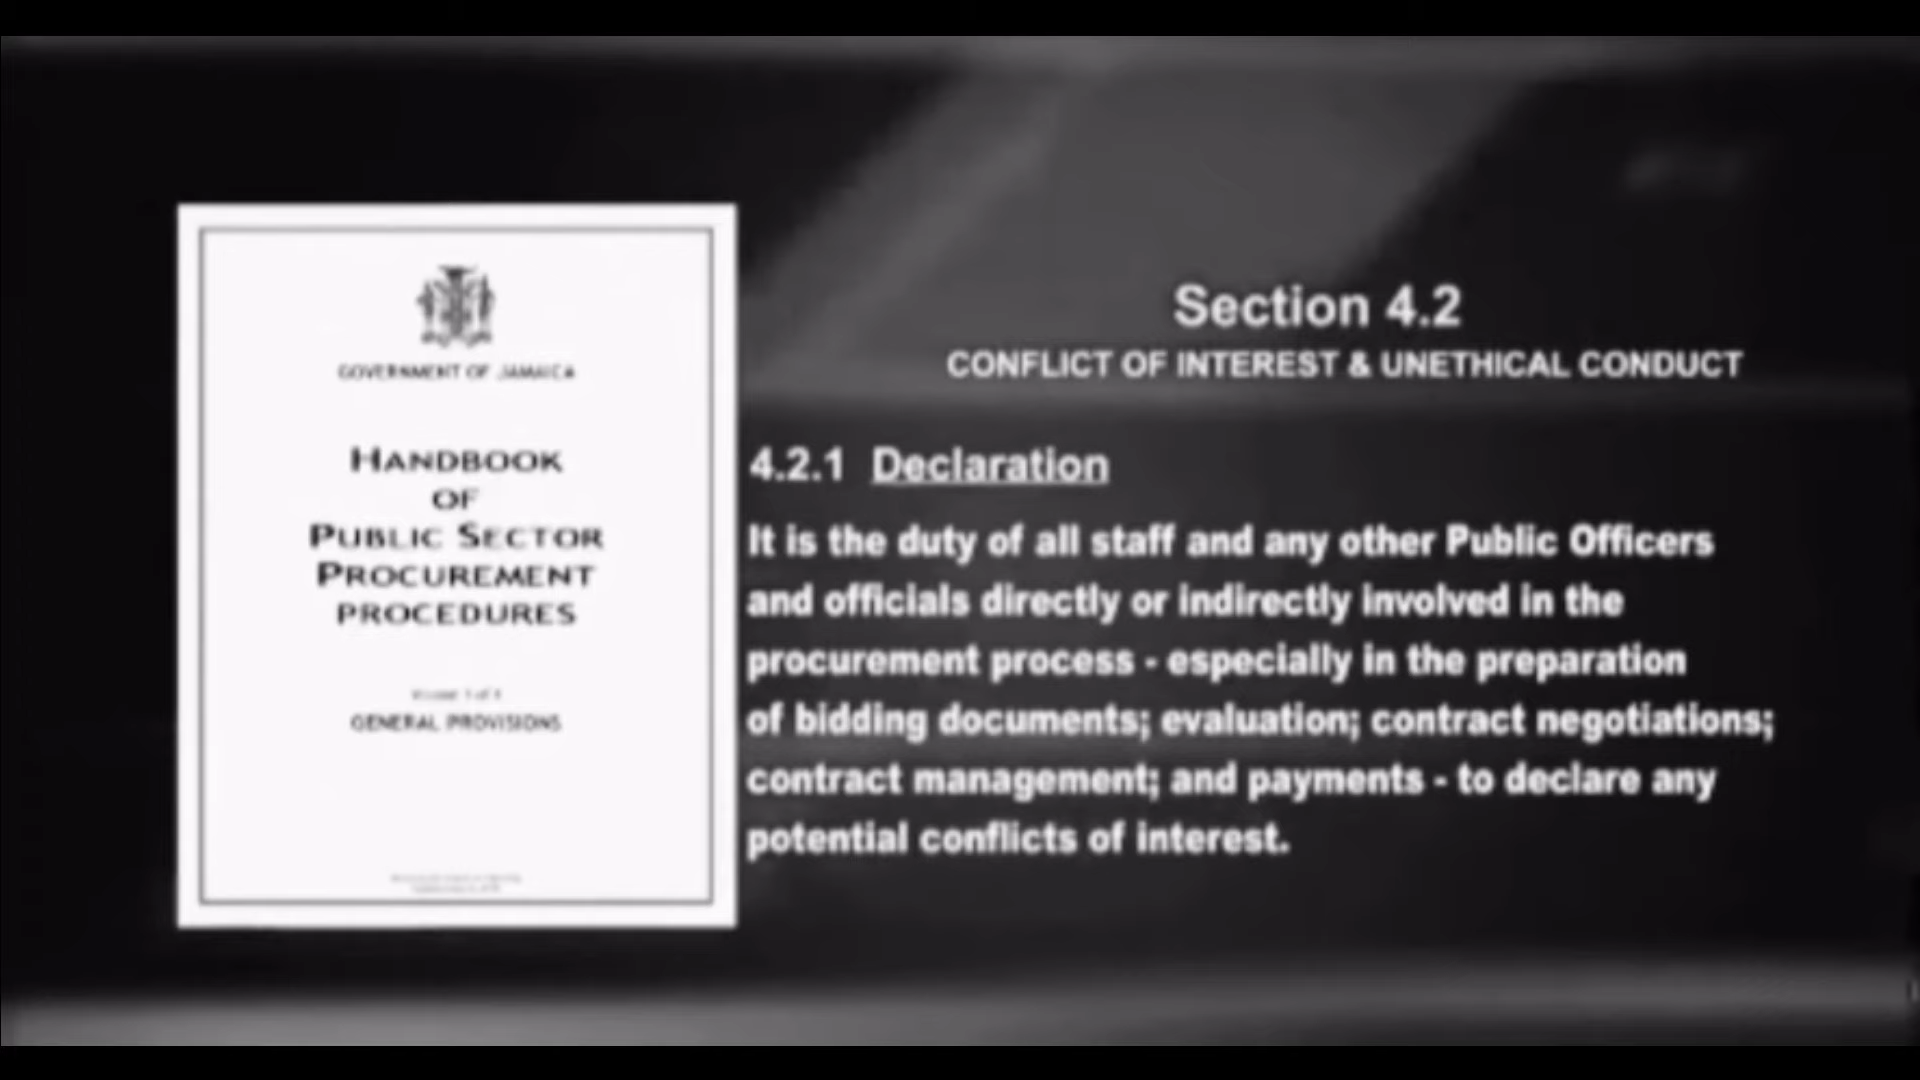 GOVERNMENT OF JAMAICA
HANDBOOK
OF
PUBLIC SECTOR
PROCUREMENT
PROCEDURES
GENERAL PROVISIONS
Section 4.2
CONFLICT OF INTEREST & UNETHICAL CONDUCT
4.2.1 Declaration
It is the duty of all staff and any other Public Officers
and officials directly or indirectly involved in the
procurement process - especially in the preparation
of bidding documents; evaluation; contract negotiations;
contract management; and payments - to declare any
potential conflicts of interest.